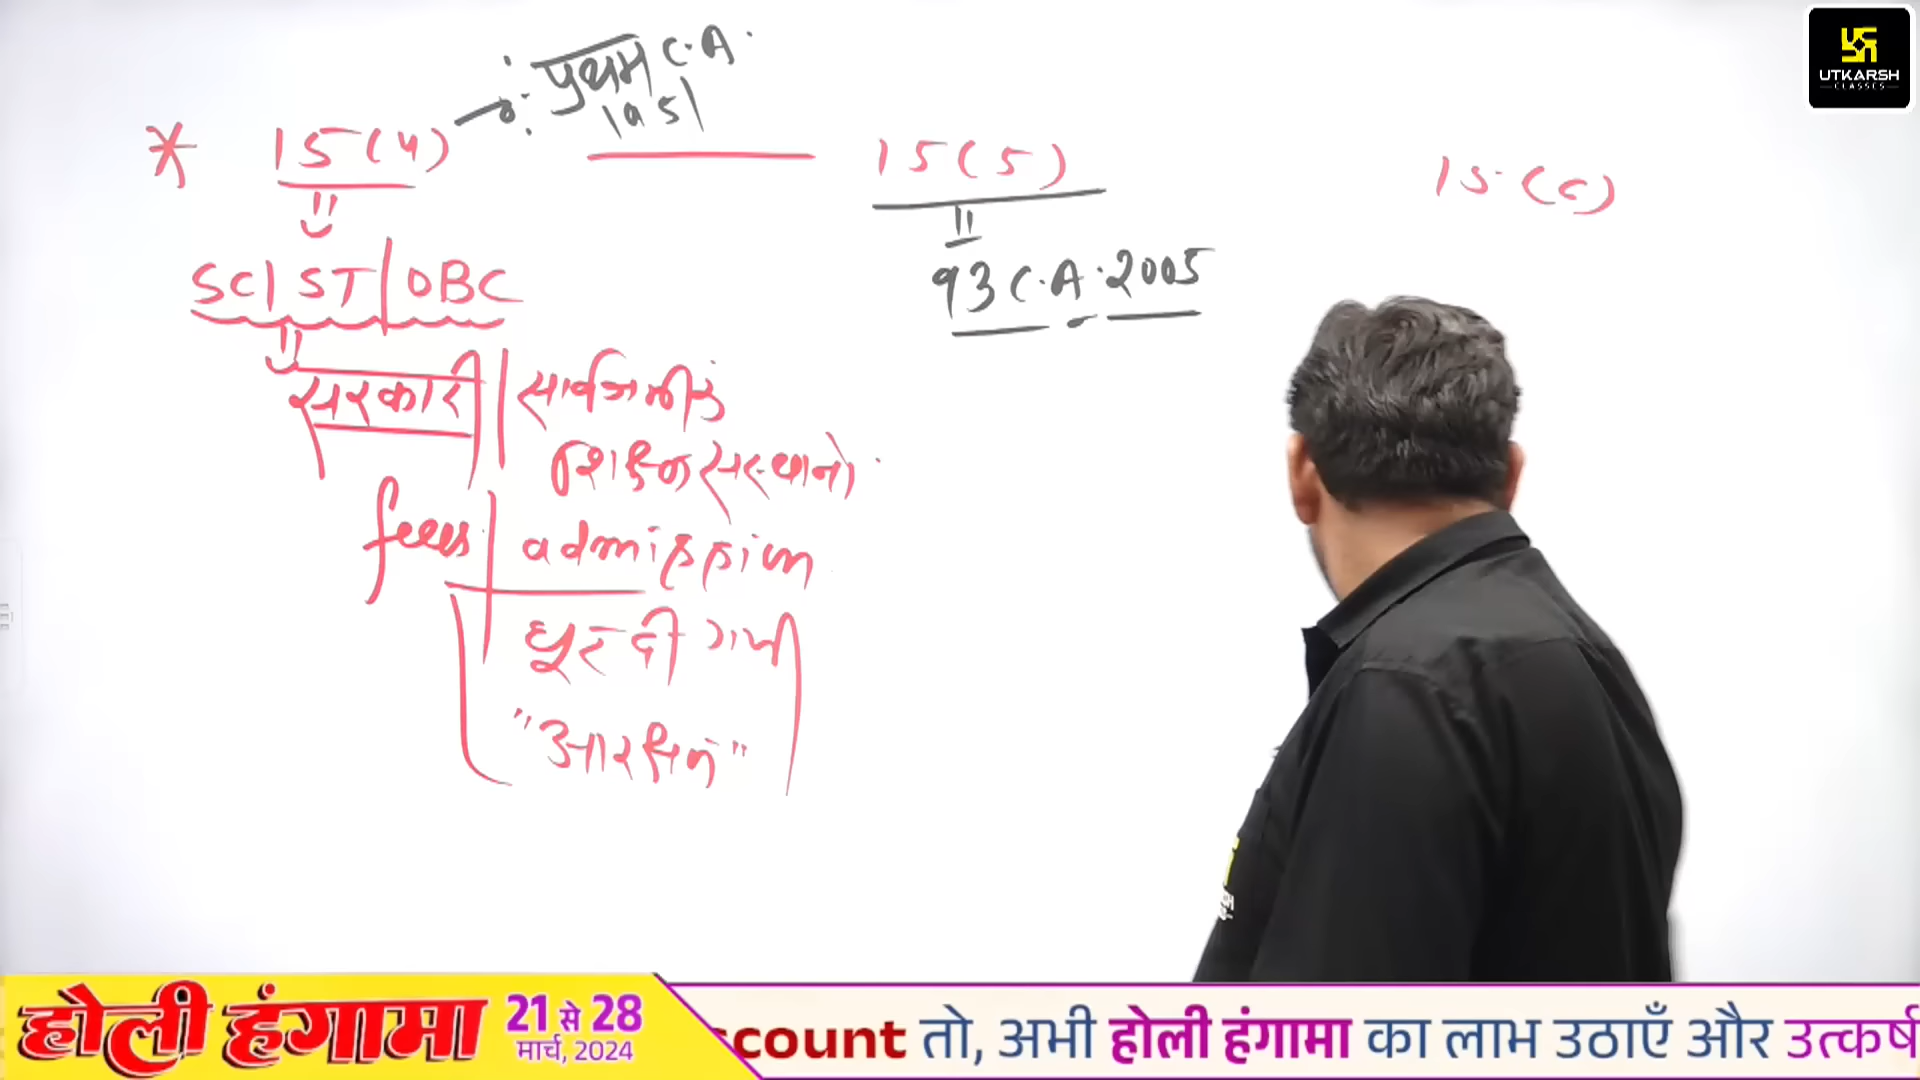 प्रथम C.A.
1951
* 15(4)
15(5)
15(6)
SC| ST|OBC
93 C.A. 2005
सरकारी | सार्वजनिक
शिक्षण संस्थानो
fees | admission
छूट दी गयी
"आरक्षण"
UTKARSH
CLASSES
होली हंगामा 21 से 28
मार्च, 2024
scount तो, अभी होली हंगामा का लाभ उठाएँ और उत्कर्ष